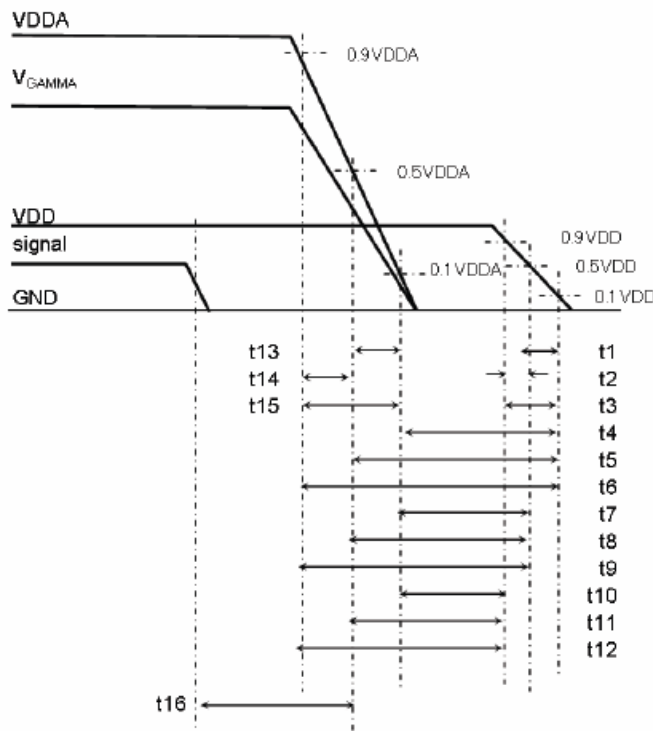 VDDA
0.9VDDA
VGAMMA
0.5VDDA
VDD
signal
0.9VDD
0.5VDD
0.1VDDA
GND
0.1VDD
t13
t1
t14
t2
t15
t3
t4
t5
t6
t7
t8
t9
t10
t11
t12
t16